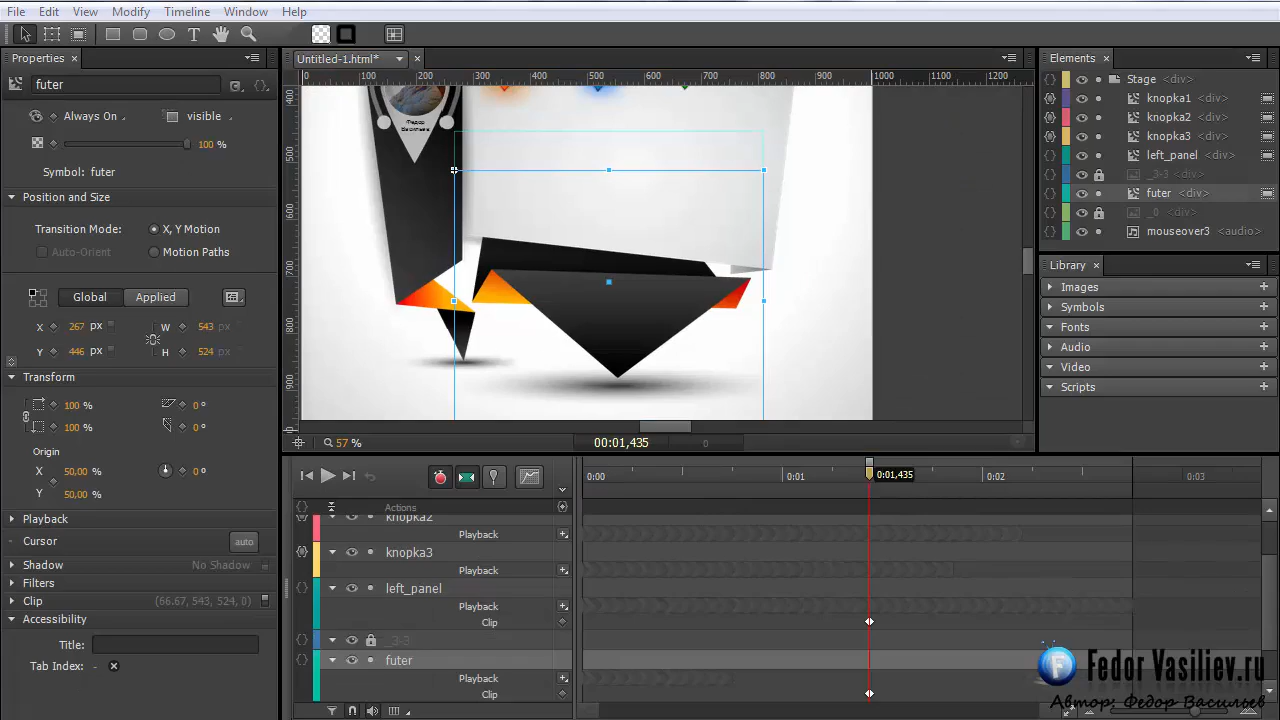 File Edit View Modify Timeline Window Help
Properties
Untitled-1.html*
Elements
futer
0 100 200 300 400 500 600 700 800 900 1000 1100 1200
Stage <div>
knopka1 <div>
knopka2 <div>
knopka3 <div>
left_panel <div>
_3-3 <div>
futer <div>
_0 <div>
mouseover3 <audio>
Always On
visible
100 %
Symbol: futer
Position and Size
Transition Mode:
X, Y Motion
Auto-Orient
Motion Paths
Global
Applied
X 267 px W 543 px
Y 446 px H 524 px
Transform
100 % 0°
100 % 0°
Origin
X 50,00 % 0°
Y 50,00 %
Playback
Cursor
auto
Shadow
No Shadow
Filters
Clip
(66.67, 543, 524, 0)
Accessibility
Title:
Tab Index: -
400
500
600
700
800
900
Федор
Васильев
Library
Images
Symbols
Fonts
Audio
Video
Scripts
57 %
00:01,435
0
0:00 0:01 0:01,435 0:02 0:03
Actions
knopka2
Playback
knopka3
Playback
left_panel
Playback
Clip
_3-3
futer
Playback
Clip
Fedor Vasiliev.ru
Автор: Федор Васильев